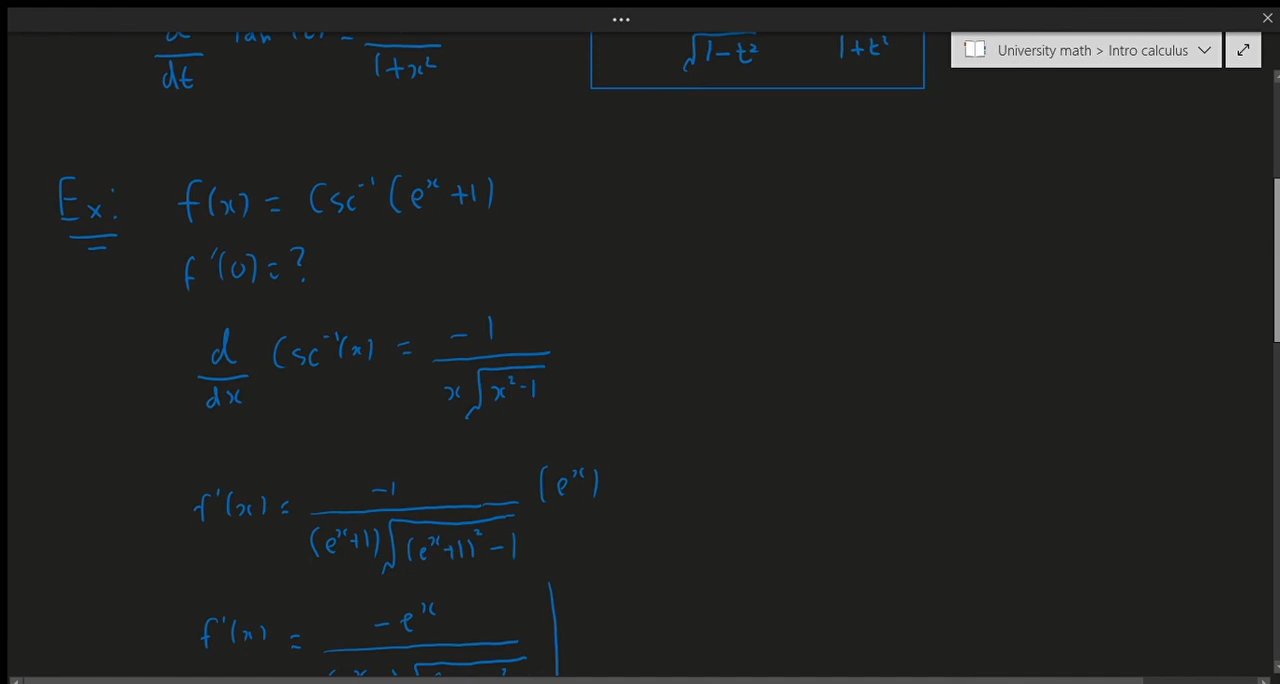 University math > Intro calculus
d/dt tan (t) = 1/(1+x²)
√(1-t²) 1+t²
Ex: f(x) = Csc⁻¹(eˣ+1)
f'(0) = ?
d/dx Csc⁻¹(x) = -1/(x√(x²-1))
f'(x) = -1/((eˣ+1)√((eˣ+1)²-1)) (eˣ)
f'(x) = -eˣ